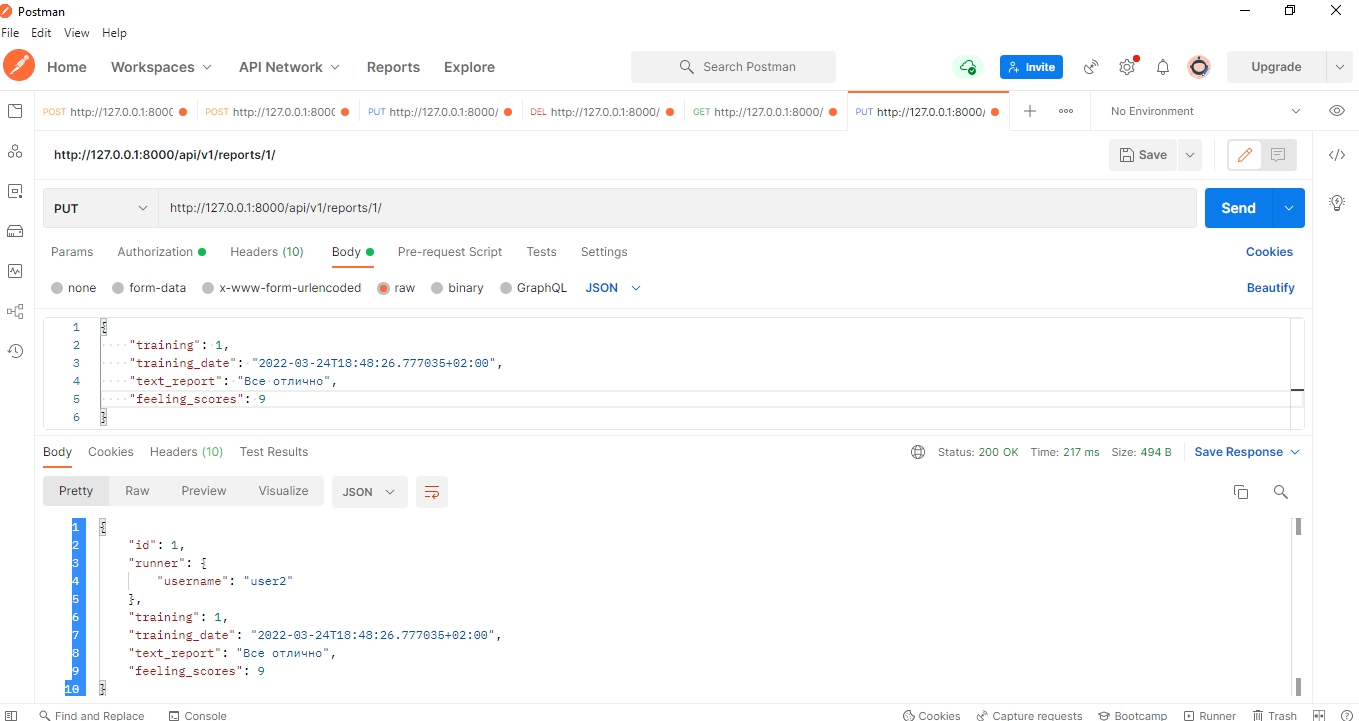 Postman
File Edit View Help
Home Workspaces API Network Reports Explore Search Postman Invite Upgrade
POST http://127.0.0.1:8000 POST http://127.0.0.1:8000 PUT http://127.0.0.1:8000/ DEL http://127.0.0.1:8000/ GET http://127.0.0.1:8000/ PUT http://127.0.0.1:8000/ No Environment
http://127.0.0.1:8000/api/v1/reports/1/ Save
PUT http://127.0.0.1:8000/api/v1/reports/1/ Send
Params Authorization Headers (10) Body Pre-request Script Tests Settings Cookies
none form-data x-www-form-urlencoded raw binary GraphQL JSON Beautify
1 {
2 "training": 1,
3 "training_date": "2022-03-24T18:48:26.777035+02:00",
4 "text_report": "Все отлично",
5 "feeling_scores": 9
6 }
Body Cookies Headers (10) Test Results Status: 200 OK Time: 217 ms Size: 494 B Save Response
Pretty Raw Preview Visualize JSON
1 {
2 "id": 1,
3 "runner": {
4 "username": "user2"
5 },
6 "training": 1,
7 "training_date": "2022-03-24T18:48:26.777035+02:00",
8 "text_report": "Все отлично",
9 "feeling_scores": 9
10 }
Find and Replace Console Cookies Capture requests Bootcamp Runner Trash